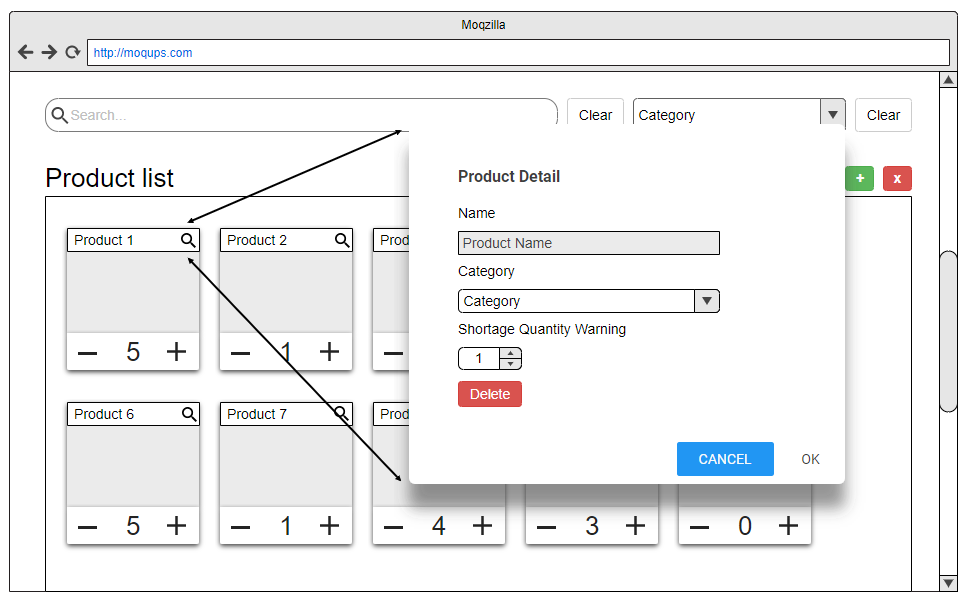 Moqzilla
http://moqups.com
Search... Clear Category Clear
Product list + x
Product Detail
Name
Product Name
Category
Category
Shortage Quantity Warning
1
Delete
CANCEL OK
Product 1 Product 2 Prod
5 1
Product 6 Product 7 Prod
5 1 4 3 0